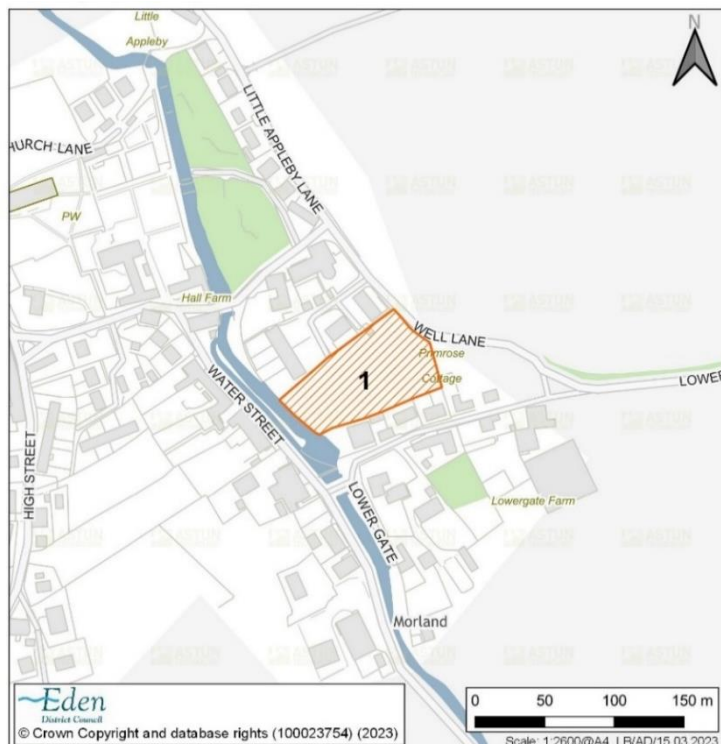 Little
Appleby
N
LITTLE APPLEBY LANE
HURCH LANE
PW
Hall Farm
WELL LANE
Primrose
Cottage
1
LOWER
WATER STREET
HIGH STREET
LOWER GATE
Lowergate Farm
Morland
Eden
District Council
© Crown Copyright and database rights (100023754) (2023)
0 50 100 150 m
Scale: 1:2600@A4 LB/AD/15.03.2023